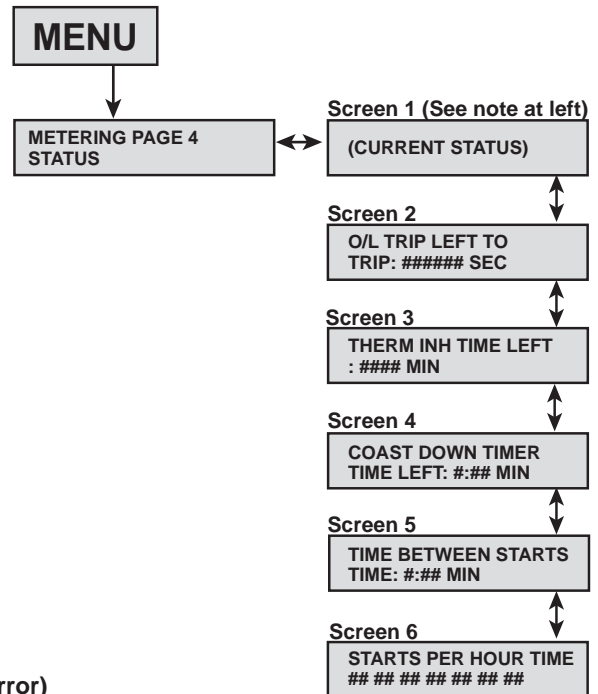 MENU
Screen 1 (See note at left)
METERING PAGE 4
STATUS
(CURRENT STATUS)
Screen 2
O/L TRIP LEFT TO
TRIP: ###### SEC
Screen 3
THERM INH TIME LEFT
: #### MIN
Screen 4
COAST DOWN TIMER
TIME LEFT: #:## MIN
Screen 5
TIME BETWEEN STARTS
TIME: #:## MIN
Screen 6
STARTS PER HOUR TIME
## ## ## ## ## ## ##
rror)